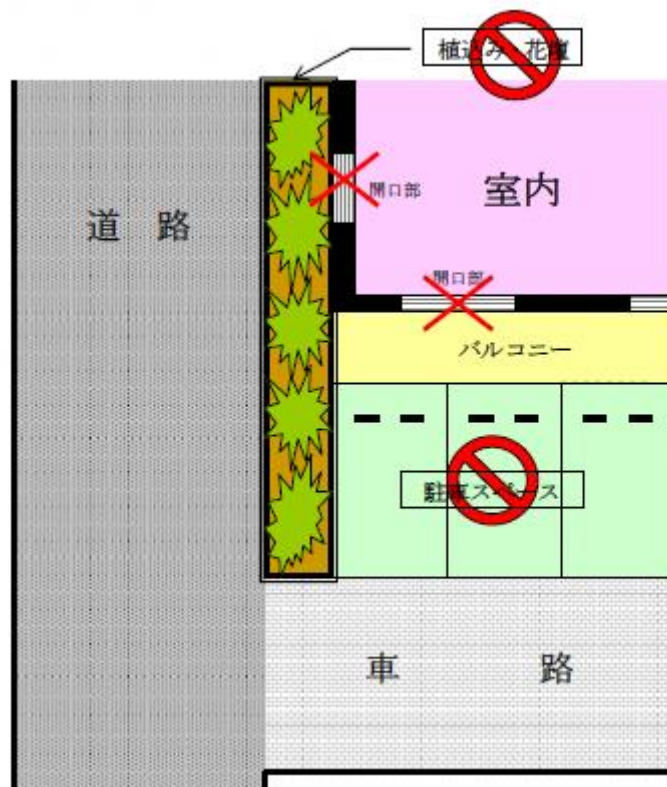 植込み・花壇
開口部
室内
道 路
開口部
バルコニー
駐車スペース
車 路